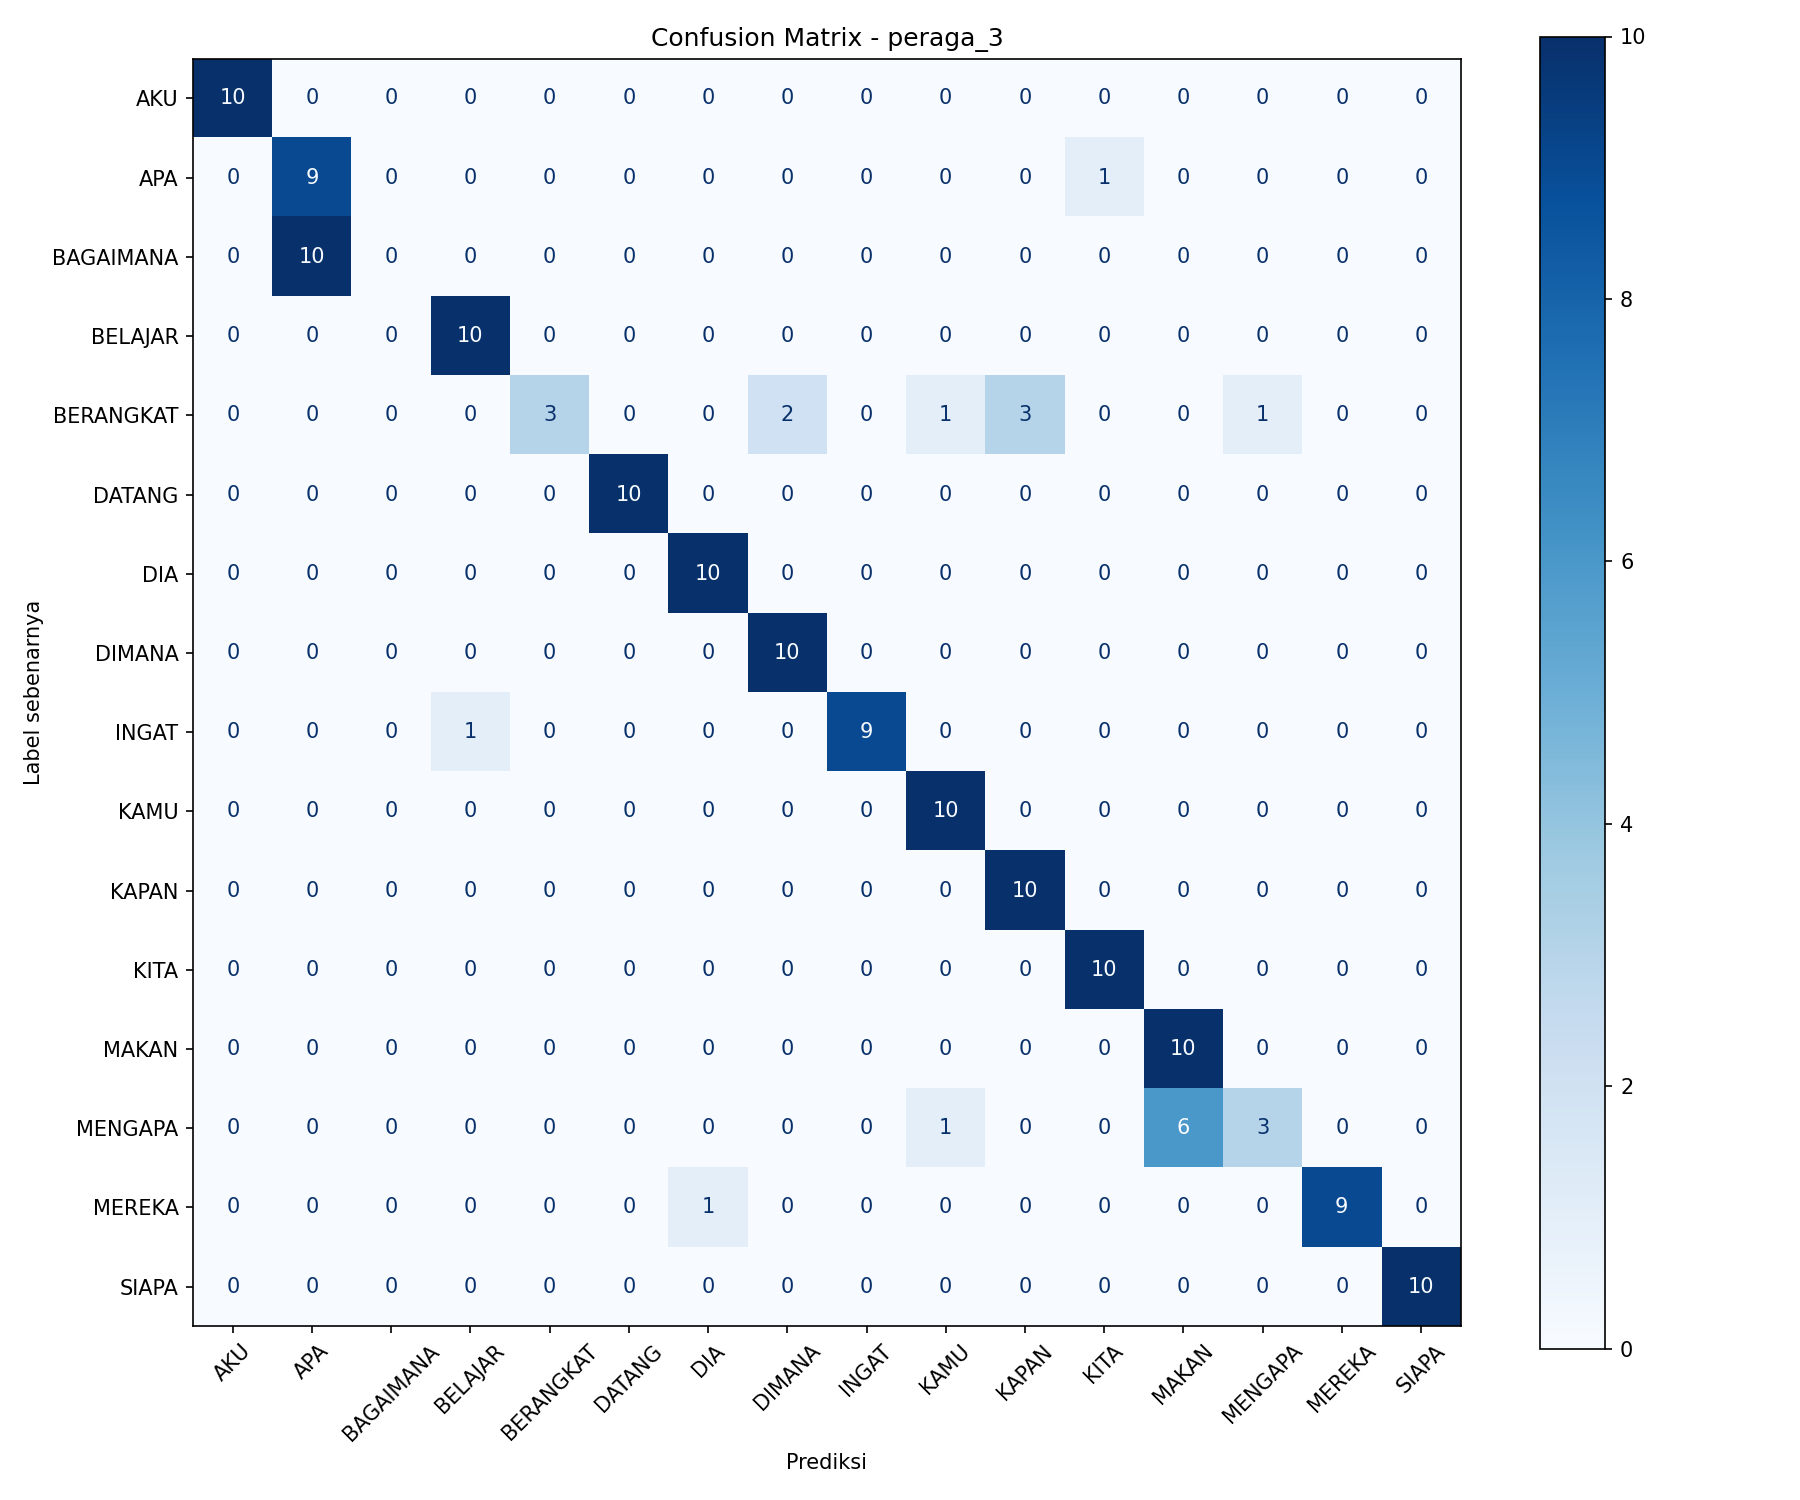 Confusion Matrix - peraga_3
AKU 10 0 0 0 0 0 0 0 0 0 0 0 0 0 0 0
APA 0 9 0 0 0 0 0 0 0 0 0 1 0 0 0 0
BAGAIMANA 0 10 0 0 0 0 0 0 0 0 0 0 0 0 0 0
BELAJAR 0 0 0 10 0 0 0 0 0 0 0 0 0 0 0 0
BERANGKAT 0 0 0 0 3 0 0 2 0 1 3 0 0 1 0 0
DATANG 0 0 0 0 0 10 0 0 0 0 0 0 0 0 0 0
DIA 0 0 0 0 0 0 10 0 0 0 0 0 0 0 0 0
DIMANA 0 0 0 0 0 0 0 10 0 0 0 0 0 0 0 0
INGAT 0 0 0 1 0 0 0 0 9 0 0 0 0 0 0 0
KAMU 0 0 0 0 0 0 0 0 0 10 0 0 0 0 0 0
KAPAN 0 0 0 0 0 0 0 0 0 0 10 0 0 0 0 0
KITA 0 0 0 0 0 0 0 0 0 0 0 10 0 0 0 0
MAKAN 0 0 0 0 0 0 0 0 0 0 0 0 10 0 0 0
MENGAPA 0 0 0 0 0 0 0 0 0 1 0 0 6 3 0 0
MEREKA 0 0 0 0 0 0 1 0 0 0 0 0 0 0 9 0
SIAPA 0 0 0 0 0 0 0 0 0 0 0 0 0 0 0 10
AKU APA BAGAIMANA BELAJAR BERANGKAT DATANG DIA DIMANA INGAT KAMU KAPAN KITA MAKAN MENGAPA MEREKA SIAPA
Prediksi
Label sebenarnya
10
8
6
4
2
0